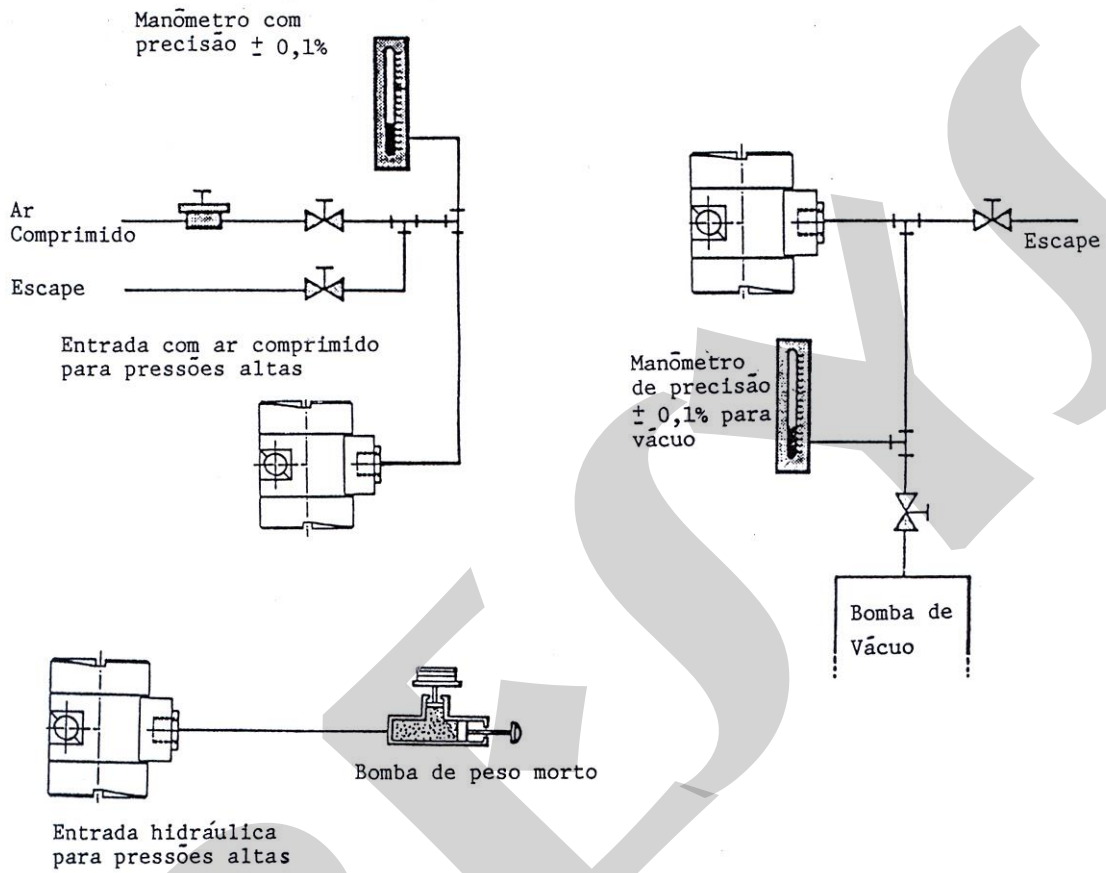 Manômetro com
precisão ± 0,1%
Ar
Comprimido
Escape
Entrada com ar comprimido
para pressões altas
Escape
Manômetro
de precisão
± 0,1% para
vácuo
Bomba de
Vácuo
Bomba de peso morto
Entrada hidráulica
para pressões altas